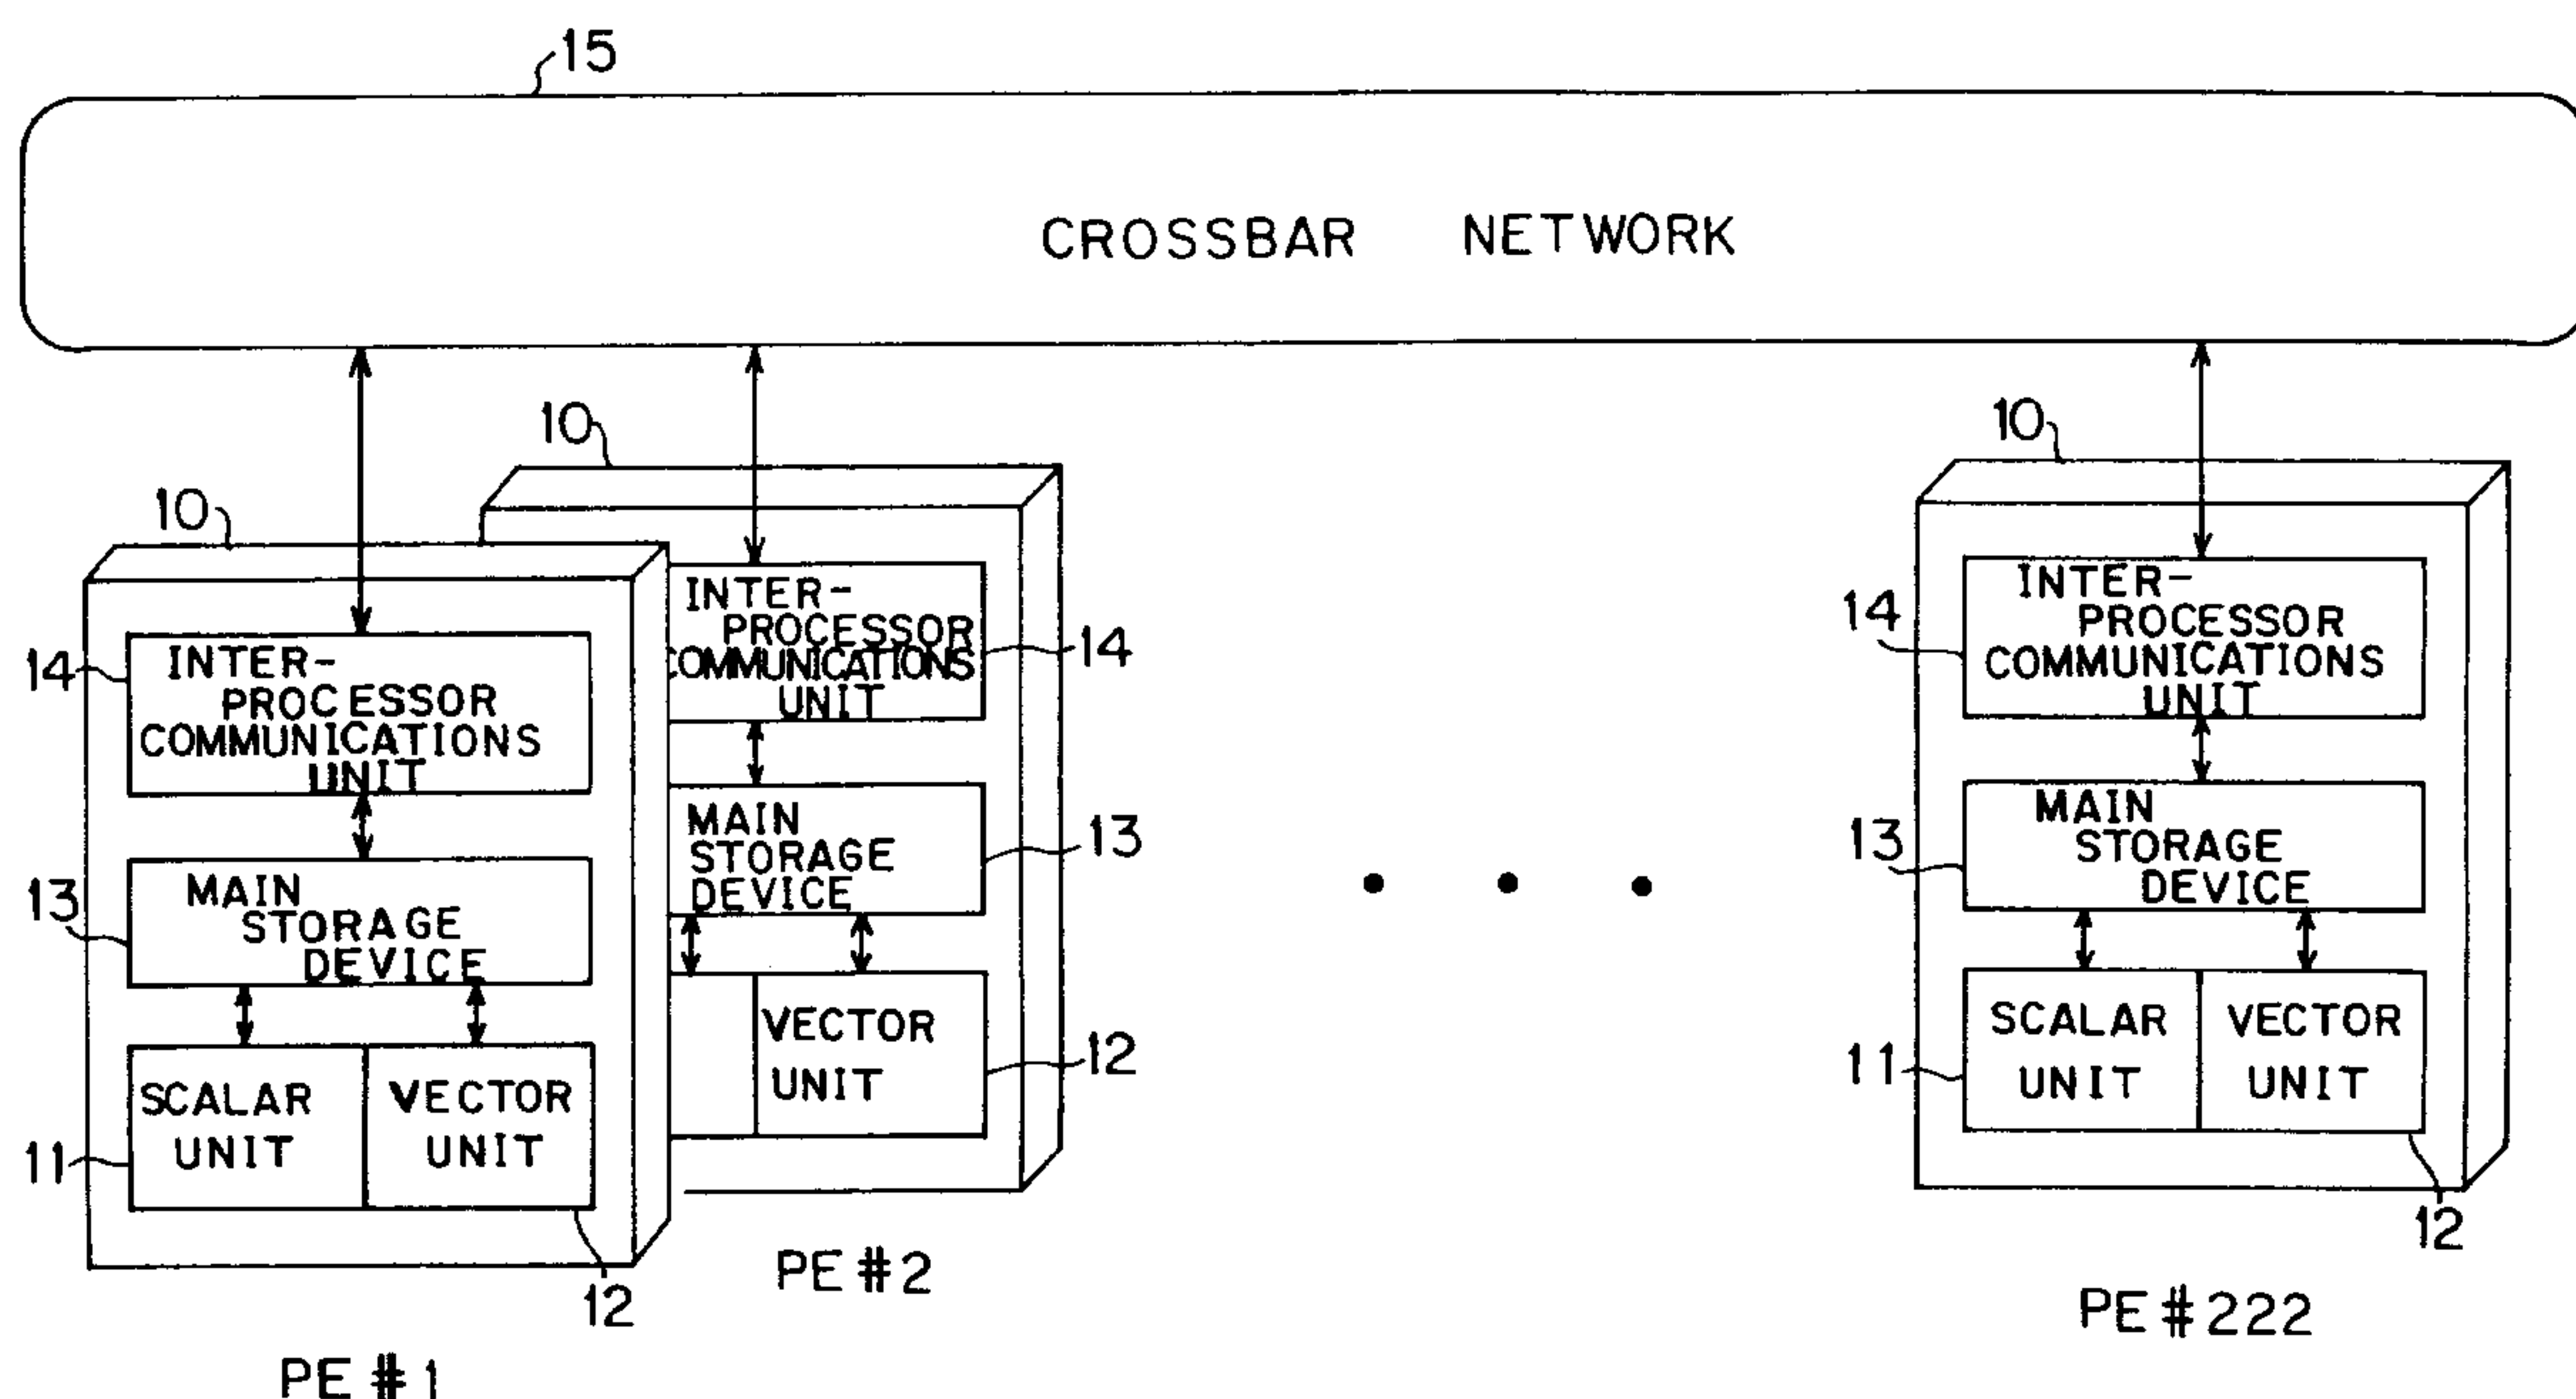 15
CROSSBAR NETWORK
10
10
10
14
INTER-
PROCESSOR
COMMUNICATIONS
UNIT
13
MAIN
STORAGE
DEVICE
11
SCALAR
UNIT
VECTOR
UNIT
12
PE #1
INTER-
PROCESSOR
COMMUNICATIONS
UNIT
14
MAIN
STORAGE
DEVICE
13
VECTOR
UNIT
12
PE #2
14
INTER-
PROCESSOR
COMMUNICATIONS
UNIT
13
MAIN
STORAGE
DEVICE
11
SCALAR
UNIT
VECTOR
UNIT
12
PE #222